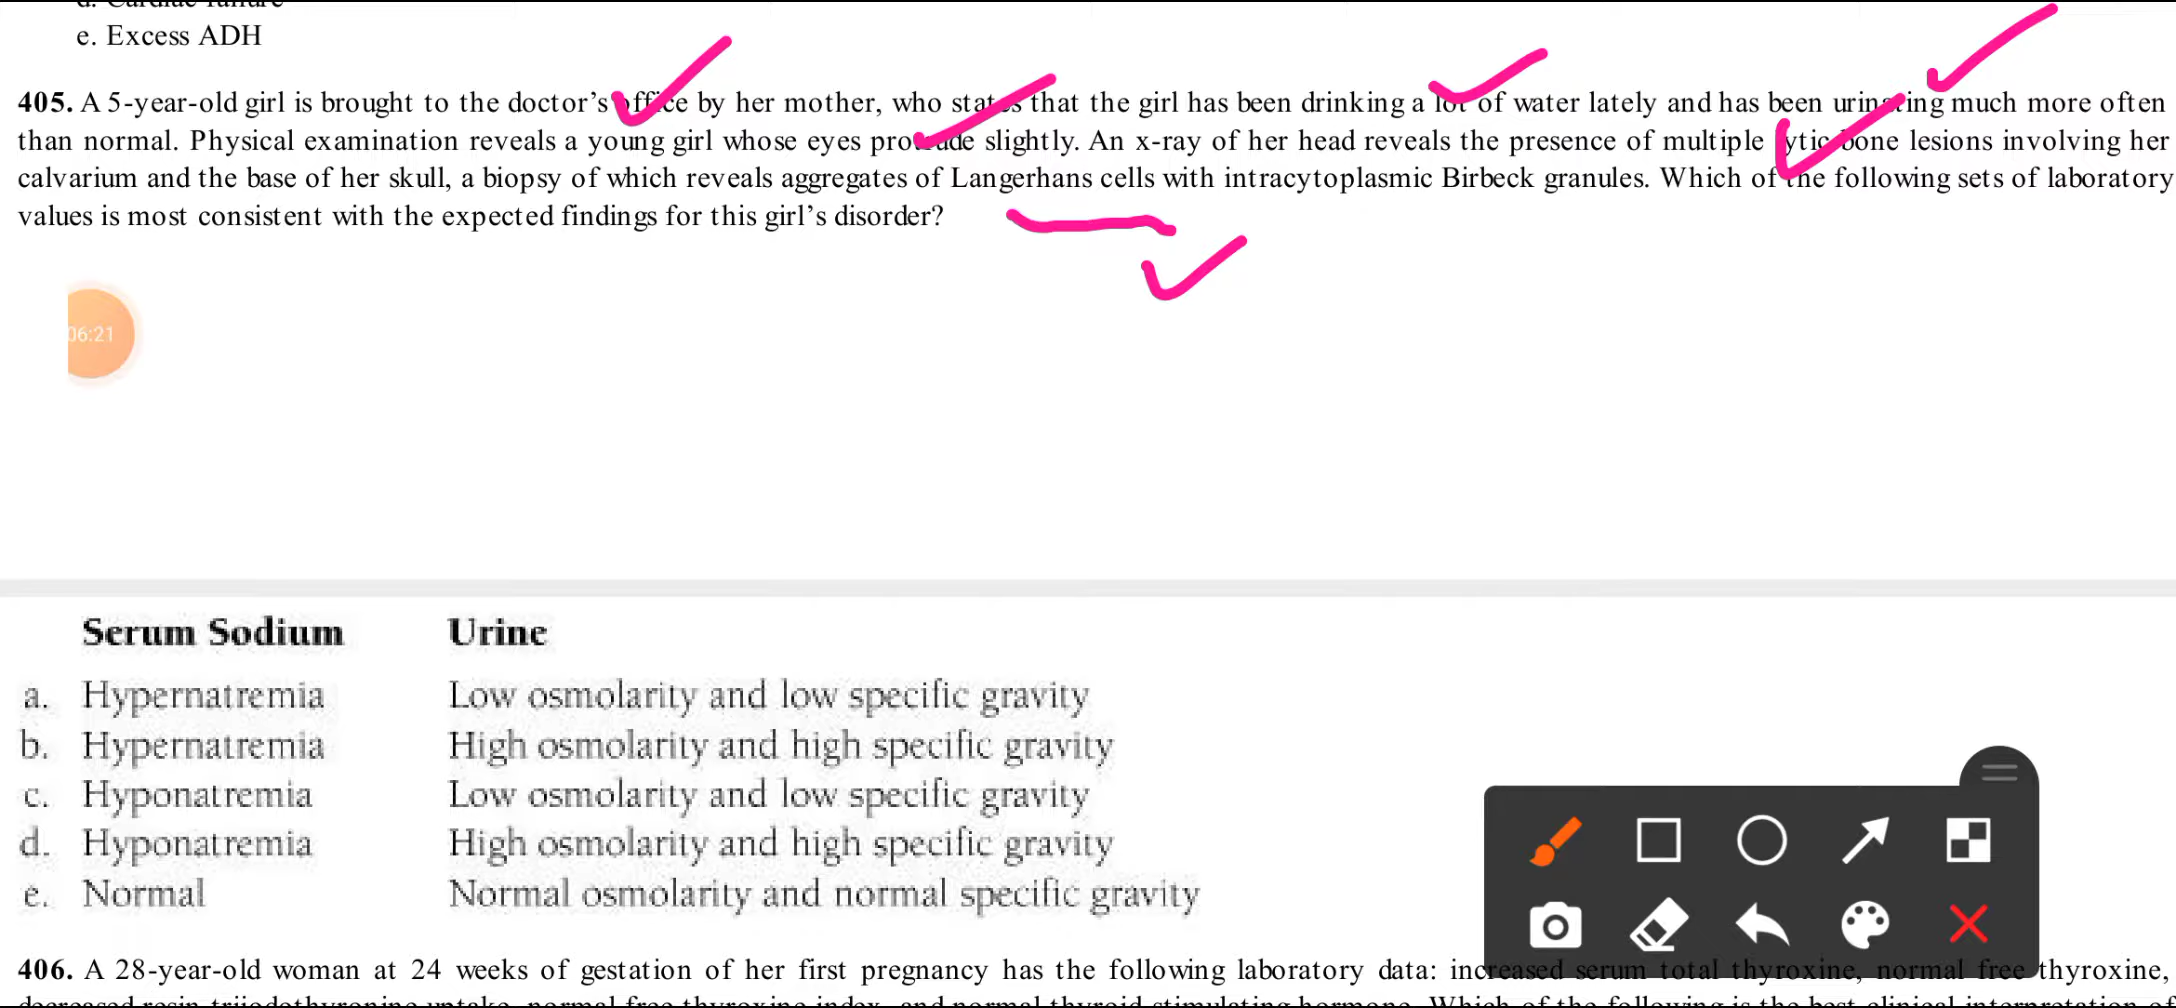 e. Excess ADH
405. A 5-year-old girl is brought to the doctor's office by her mother, who states that the girl has been drinking a lot of water lately and has been urinating much more often
than normal. Physical examination reveals a young girl whose eyes protrude slightly. An x-ray of her head reveals the presence of multiple lytic bone lesions involving her
calvarium and the base of her skull, a biopsy of which reveals aggregates of Langerhans cells with intracytoplasmic Birbeck granules. Which of the following sets of laboratory
values is most consistent with the expected findings for this girl's disorder?
06:21
Serum Sodium Urine
a. Hypernatremia Low osmolarity and low specific gravity
b. Hypernatremia High osmolarity and high specific gravity
c. Hyponatremia Low osmolarity and low specific gravity
d. Hyponatremia High osmolarity and high specific gravity
e. Normal Normal osmolarity and normal specific gravity
406. A 28-year-old woman at 24 weeks of gestation of her first pregnancy has the following laboratory data: increased serum total thyroxine, normal free thyroxine,